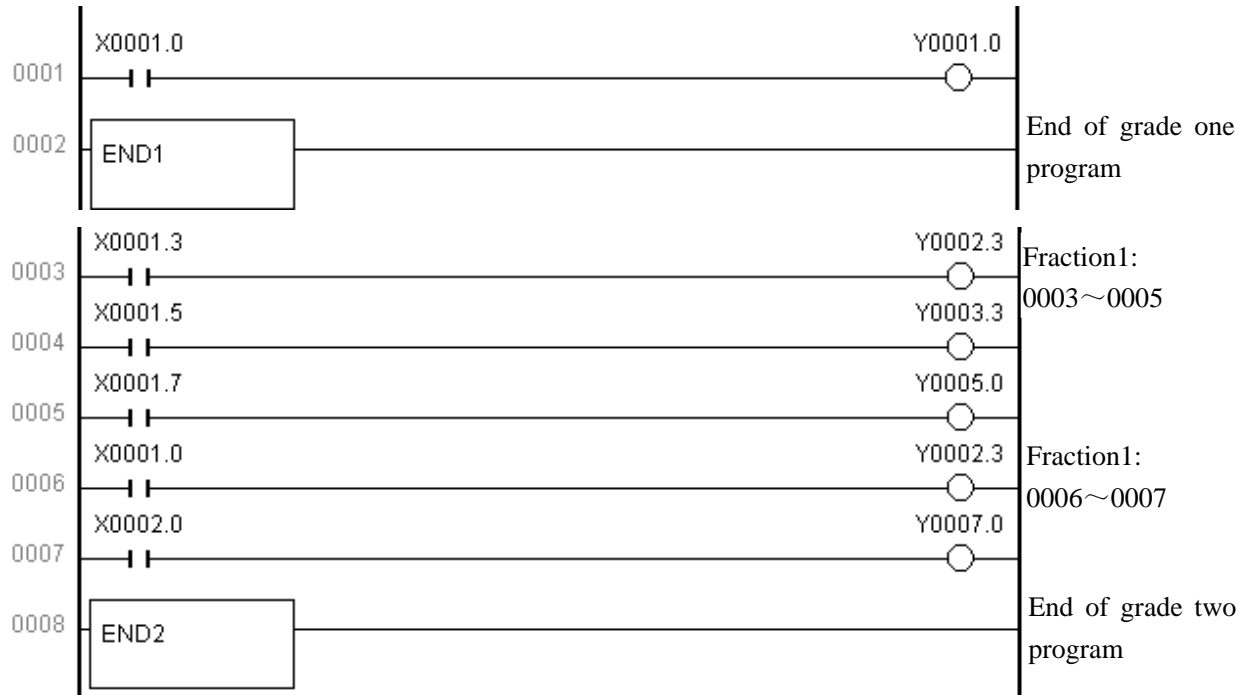 X0001.0 Y0001.0
0001
0002 END1 End of grade one
program
X0001.3 Y0002.3
0003 Fraction1:
0003～0005
X0001.5 Y0003.3
0004
X0001.7 Y0005.0
0005
X0001.0 Y0002.3 Fraction1:
0006 0006～0007
X0002.0 Y0007.0
0007
0008 END2 End of grade two
program